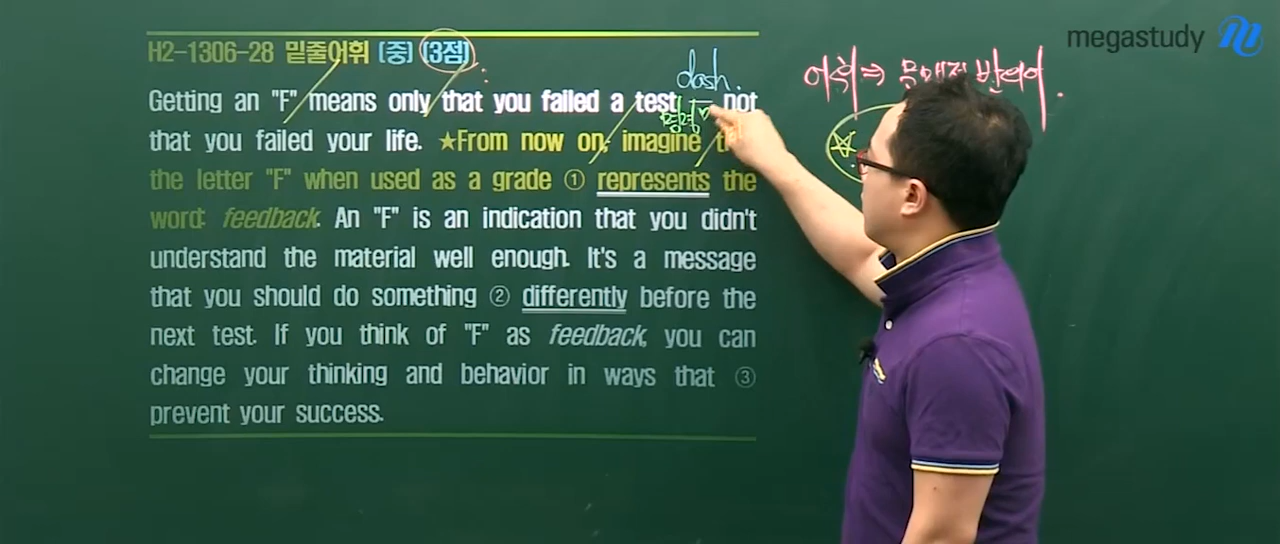 megastudy
H2-1306-28 밑줄어휘 [중] [3점]
어휘 ⇒ 문맥적 반의어.
dash.
Getting an "F" means only that you failed a test — not
that you failed your life. ★From now on, imagine
the letter "F" when used as a grade ① represents the
word: feedback. An "F" is an indication that you didn't
understand the material well enough. It's a message
that you should do something ② differently before the
next test. If you think of "F" as feedback, you can
change your thinking and behavior in ways that ③
prevent your success.